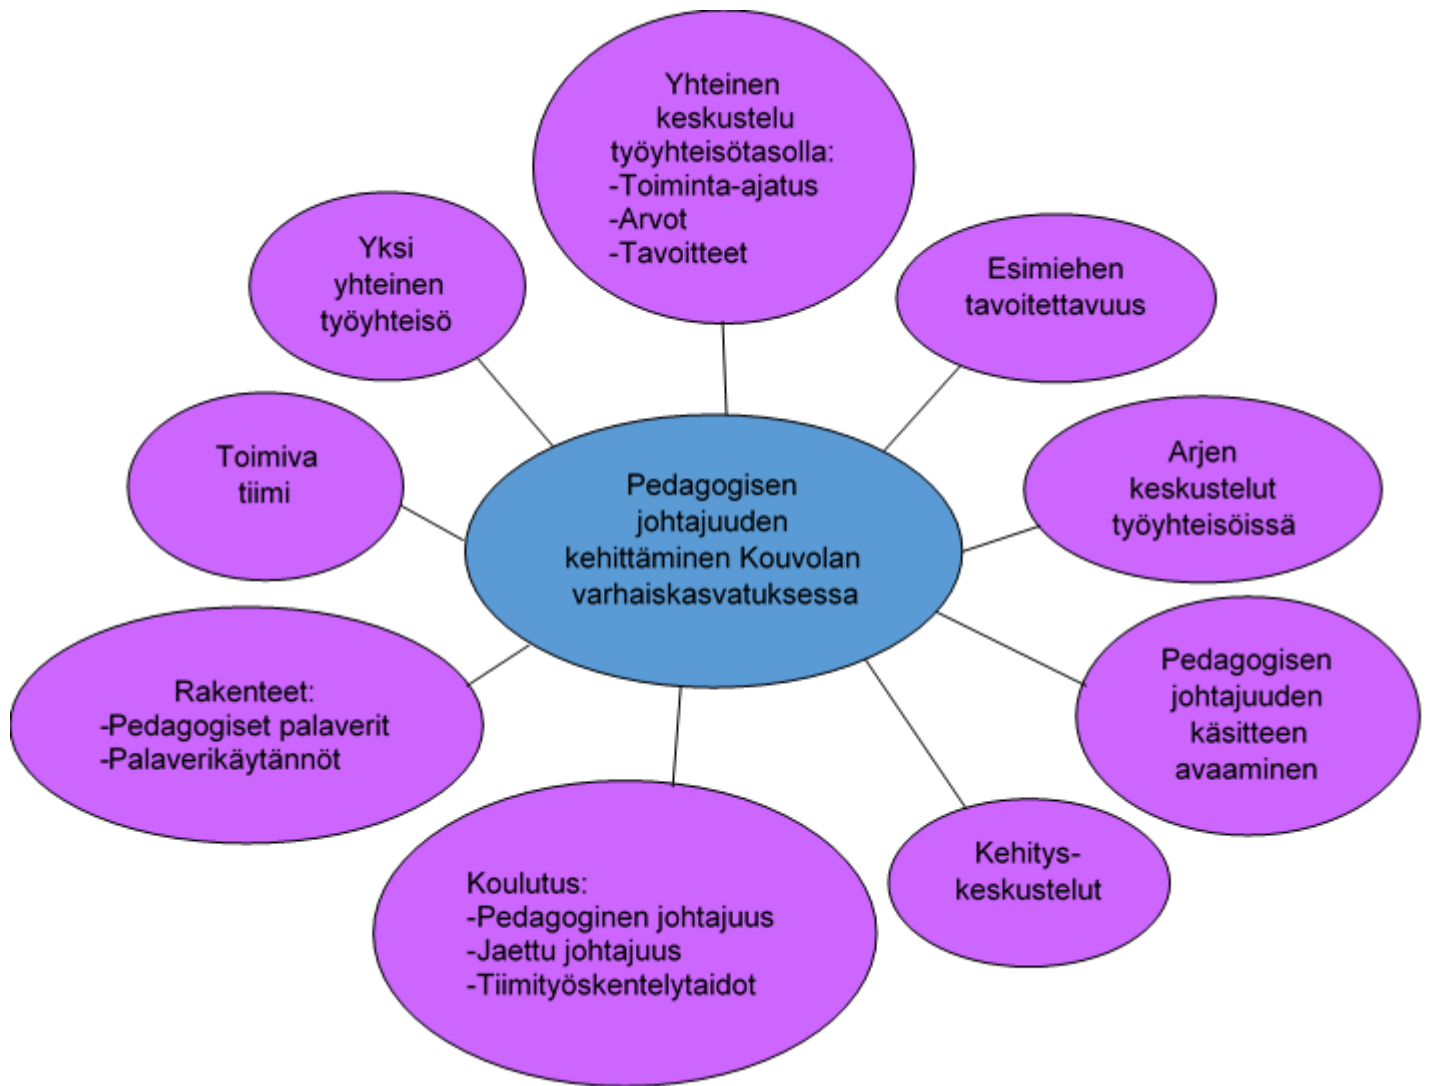 Yhteinen
keskustelu
työyhteisötasolla:
-Toiminta-ajatus
-Arvot
-Tavoitteet
Yksi
yhteinen
työyhteisö
Esimiehen
tavoitettavuus
Toimiva
tiimi
Arjen
keskustelut
työyhteisöissä
Pedagogisen
johtajuuden
kehittäminen Kouvolan
varhaiskasvatuksessa
Rakenteet:
-Pedagogiset palaverit
-Palaverikäytännöt
Pedagogisen
johtajuuden
käsitteen
avaaminen
Koulutus:
-Pedagoginen johtajuus
-Jaettu johtajuus
-Tiimityöskentelytaidot
Kehitys-
keskustelut